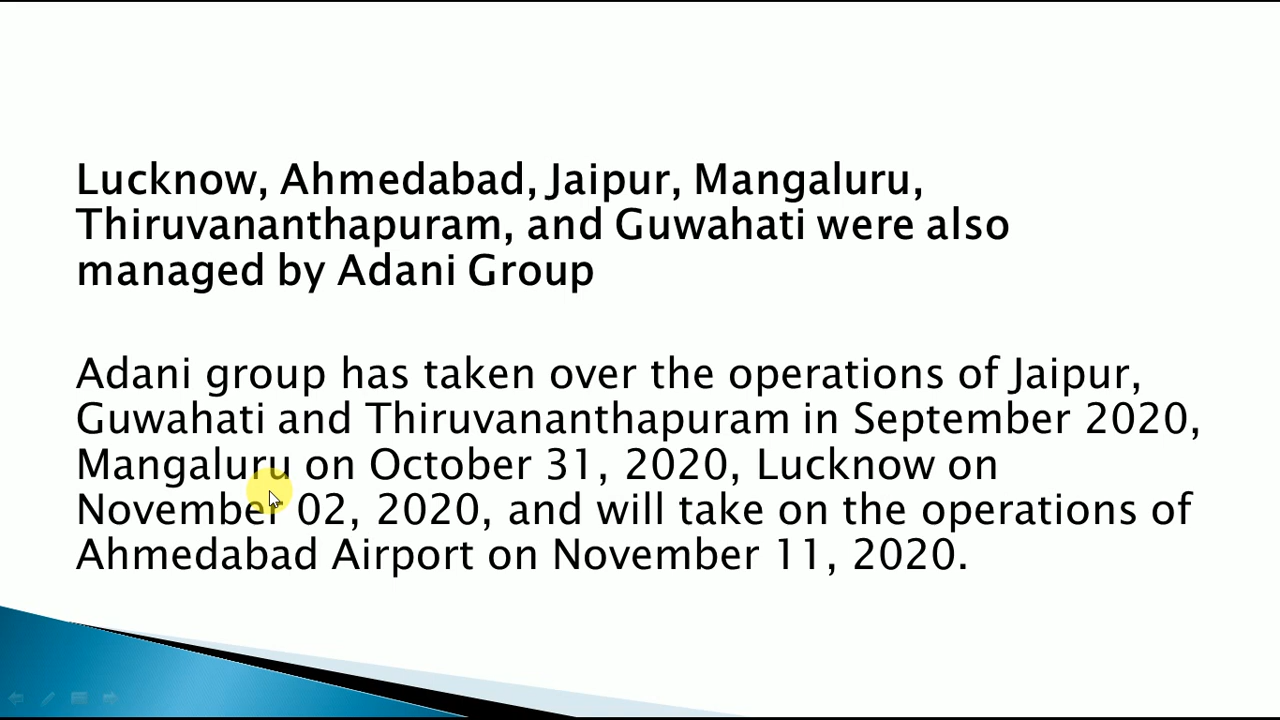 Lucknow, Ahmedabad, Jaipur, Mangaluru,
Thiruvananthapuram, and Guwahati were also
managed by Adani Group
Adani group has taken over the operations of Jaipur,
Guwahati and Thiruvananthapuram in September 2020,
Mangaluru on October 31, 2020, Lucknow on
November 02, 2020, and will take on the operations of
Ahmedabad Airport on November 11, 2020.